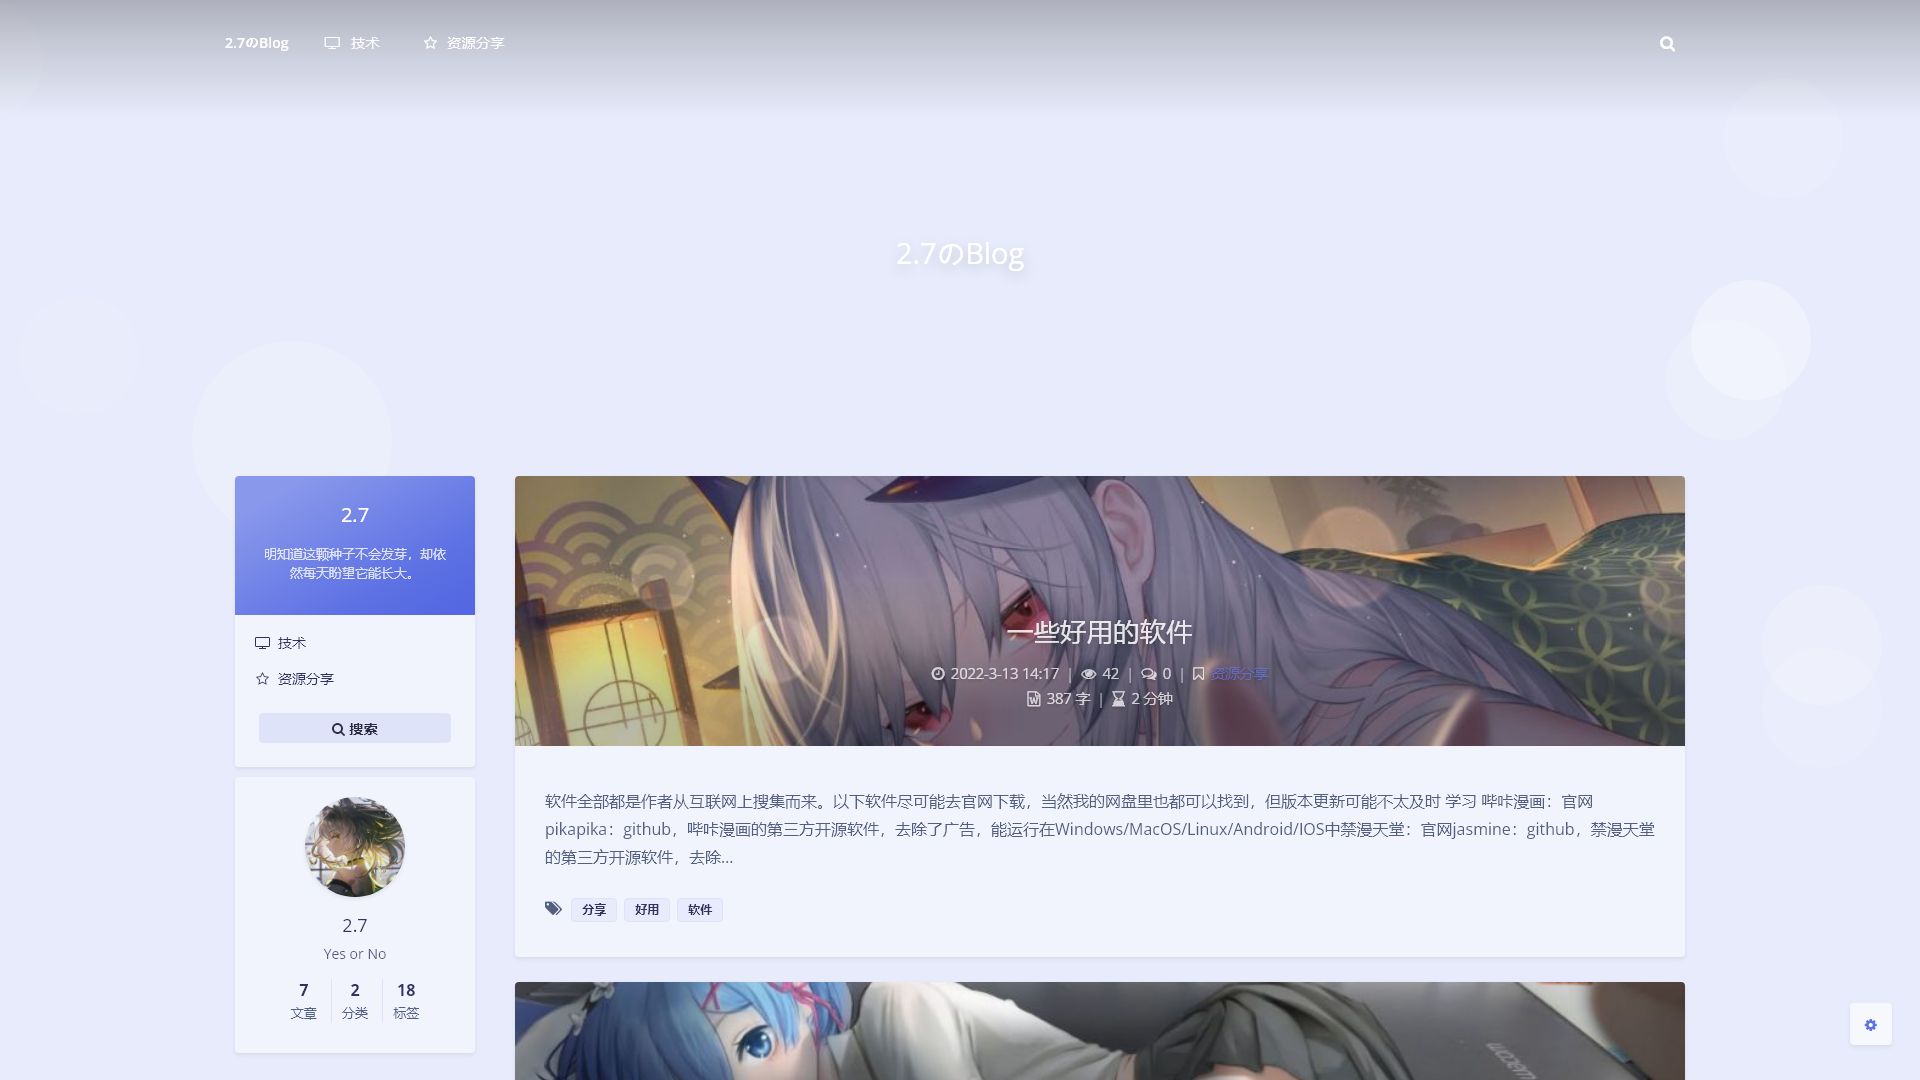 2.7のBlog
技术
资源分享
2.7のBlog
2.7
明知道这颗种子不会发芽，却依
然每天盼望它能长大。
技术
资源分享
搜索
2.7
Yes or No
7
2
18
文章
分类
标签
一些好用的软件
2022-3-13 14:17 | 42 | 0 | 资源分享
387 字 | 2 分钟
软件全部都是作者从互联网上搜集而来。以下软件尽可能去官网下载，当然我的网盘里也都可以找到，但版本更新可能不太及时 学习 哔咔漫画：官网
pikapika：github，哔咔漫画的第三方开源软件，去除了广告，能运行在Windows/MacOS/Linux/Android/IOS中禁漫天堂：官网jasmine：github，禁漫天堂
的第三方开源软件，去除...
分享
好用
软件
wacom